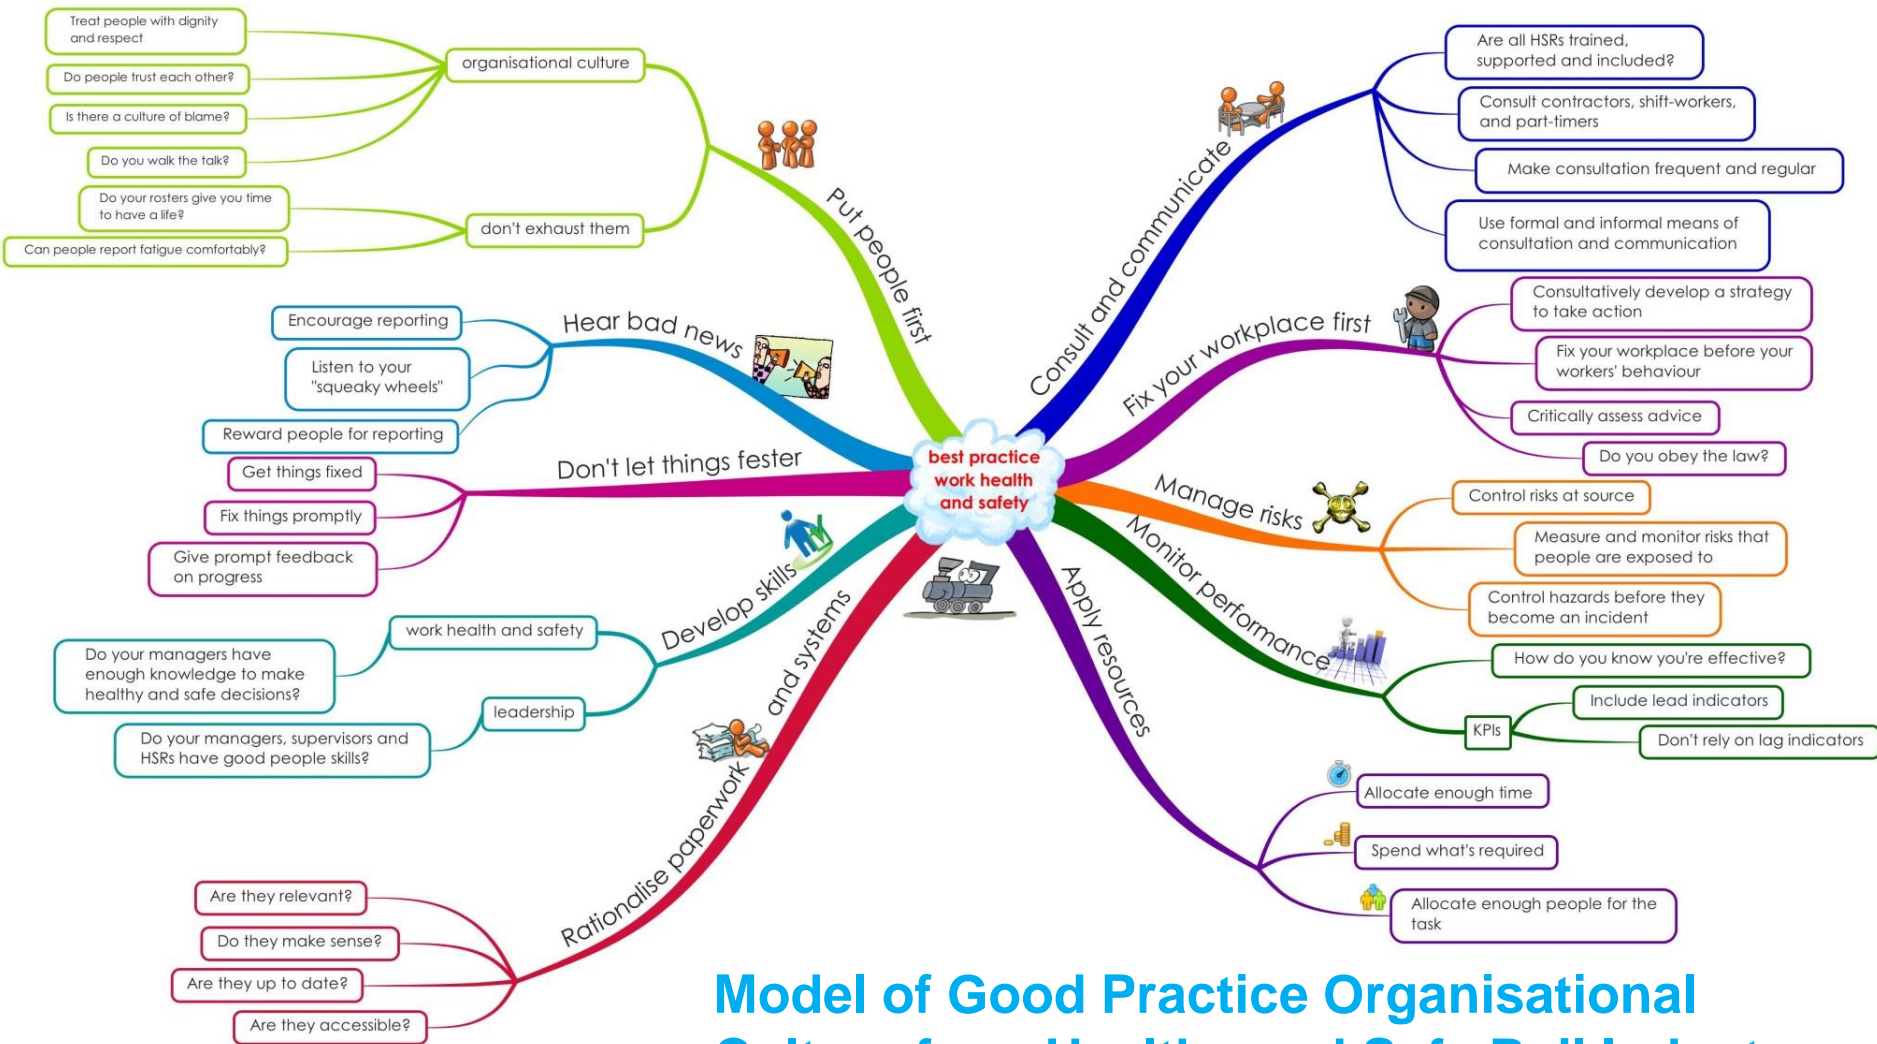 Treat people with dignity
and respect
Do people trust each other?
Is there a culture of blame?
Do you walk the talk?
organisational culture
Do your rosters give you time
to have a life?
Can people report fatigue comfortably?
don't exhaust them
Put people first
Encourage reporting
Listen to your
"squeaky wheels"
Reward people for reporting
Hear bad news
Get things fixed
Fix things promptly
Give prompt feedback
on progress
Don't let things fester
work health and safety
Do your managers have
enough knowledge to make
healthy and safe decisions?
leadership
Do your managers, supervisors and
HSRs have good people skills?
Develop skills
Are they relevant?
Do they make sense?
Are they up to date?
Are they accessible?
Rationalise paperwork and systems
best practice
work health
and safety
Consult and communicate
Are all HSRs trained,
supported and included?
Consult contractors, shift-workers,
and part-timers
Make consultation frequent and regular
Use formal and informal means of
consultation and communication
Fix your workplace first
Consultatively develop a strategy
to take action
Fix your workplace before your
workers' behaviour
Critically assess advice
Do you obey the law?
Manage risks
Control risks at source
Measure and monitor risks that
people are exposed to
Control hazards before they
become an incident
Monitor performance
How do you know you're effective?
KPIs
Include lead indicators
Don't rely on lag indicators
Apply resources
Allocate enough time
Spend what's required
Allocate enough people for the
task
Model of Good Practice Organisational